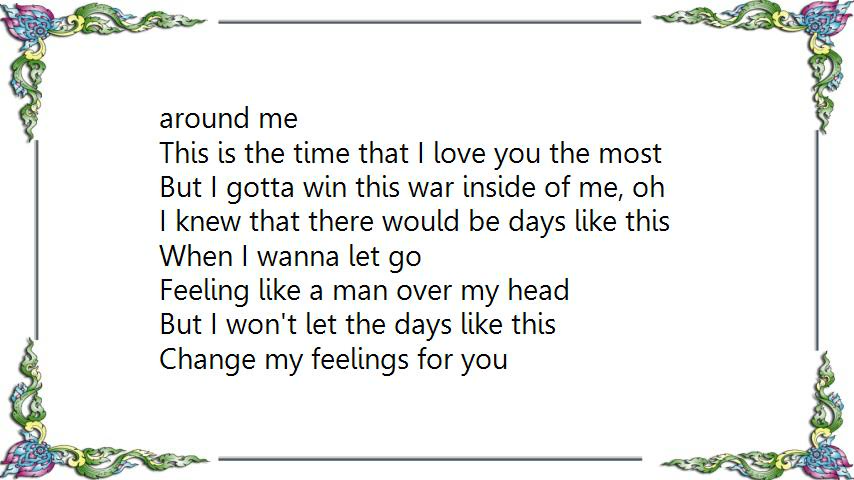 around me
This is the time that I love you the most
But I gotta win this war inside of me, oh
I knew that there would be days like this
When I wanna let go
Feeling like a man over my head
But I won't let the days like this
Change my feelings for you